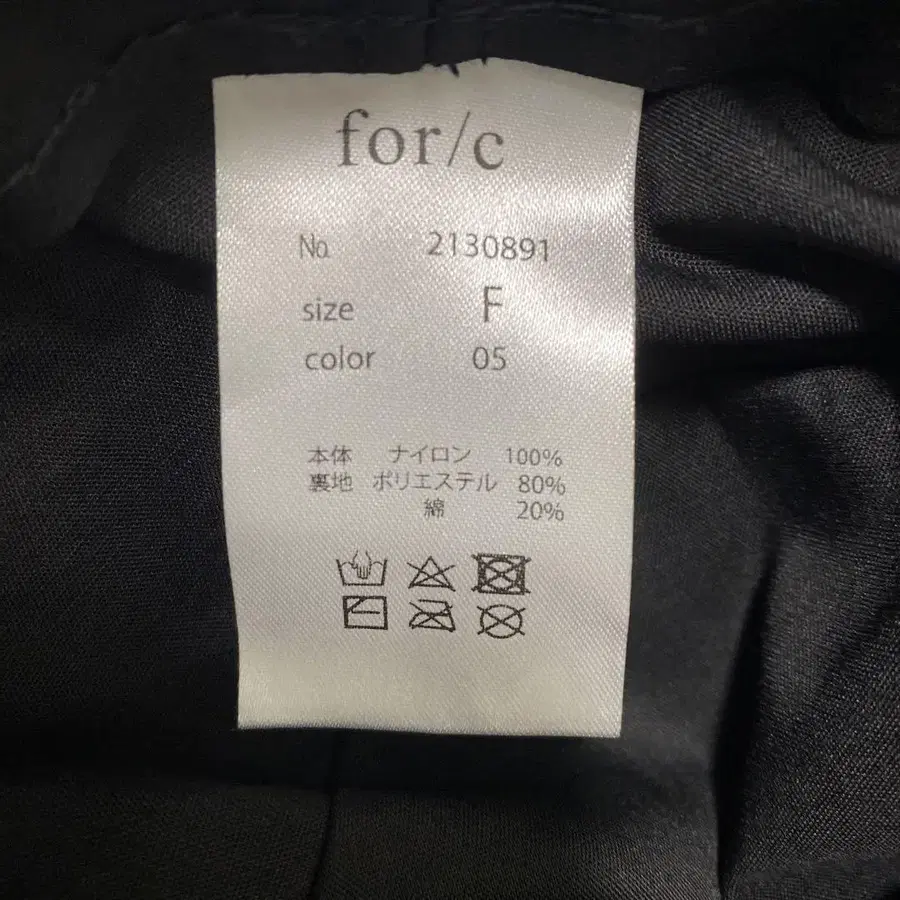 for/c
No. 2130891
size F
color 05
本体 ナイロン 100%
裏地 ポリエステル 80%
綿 20%